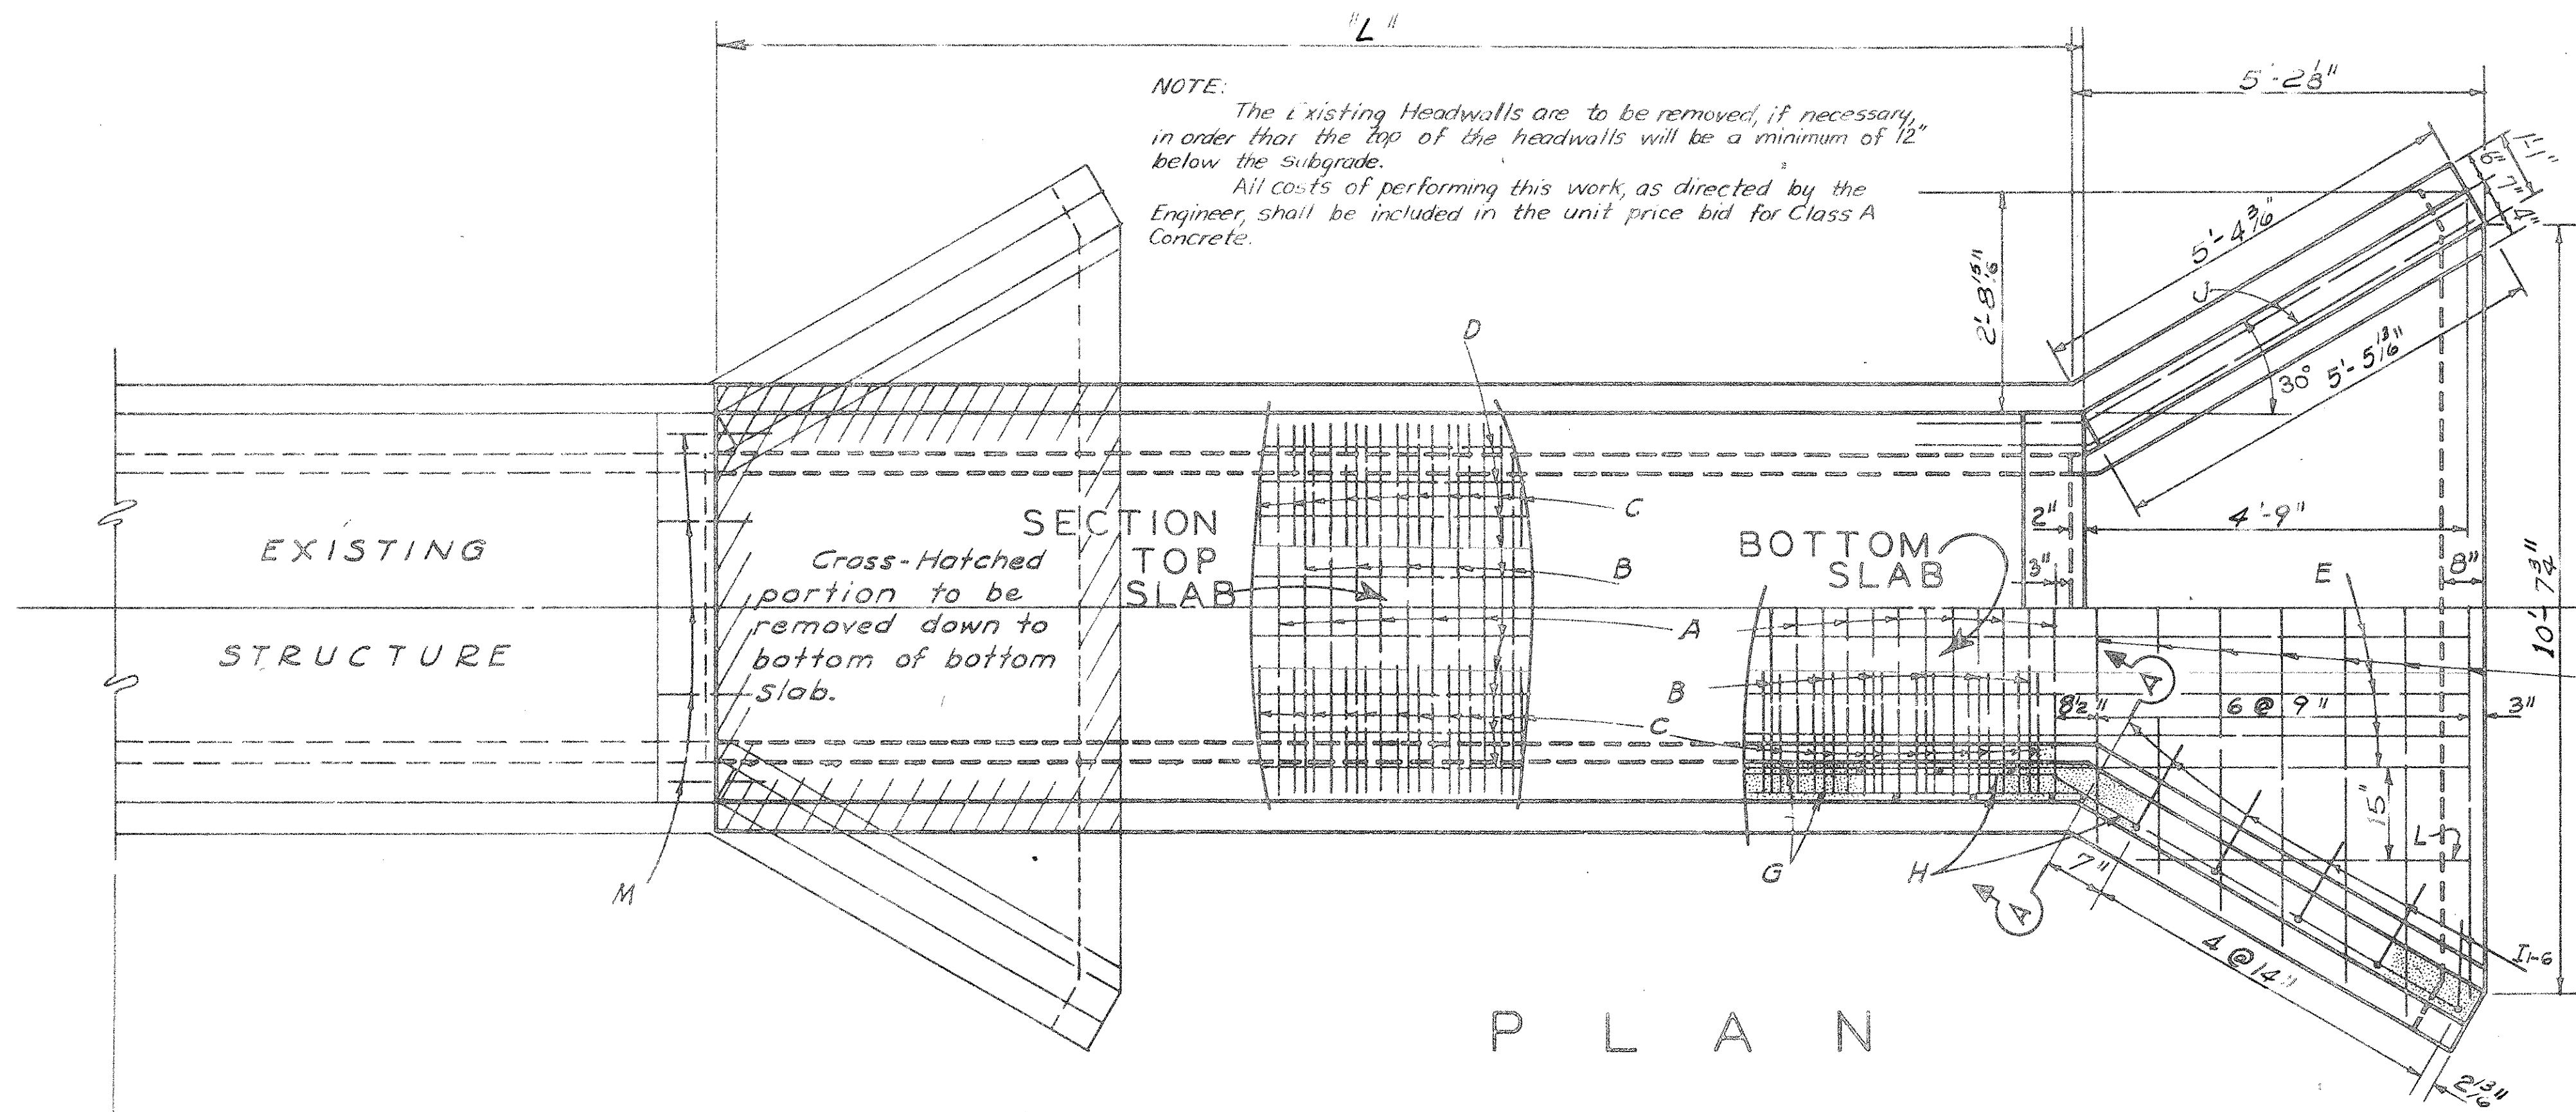 "L"
NOTE:
The Existing Headwalls are to be removed, if necessary,
in order that the top of the headwalls will be a minimum of 12"
below the subgrade.
All costs of performing this work, as directed by the
Engineer, shall be included in the unit price bid for Class A
Concrete.
5'-2 1/8"
1'-1"
6"
7"
4"
5'-4 3/16"
2'-8 15/16"
J
30°
5'-5 13/16"
D
C
B
A
B
C
EXISTING
STRUCTURE
SECTION
TOP
SLAB
Cross-Hatched
portion to be
removed down to
bottom of bottom
slab.
BOTTOM
SLAB
2"
3"
4'-9"
8"
10'-7 3/4"
E
A
8 1/2"
6 @ 9"
3"
15"
L
M
G
H
7"
A
4 @ 14"
I1-6
2 13/16"
PLAN